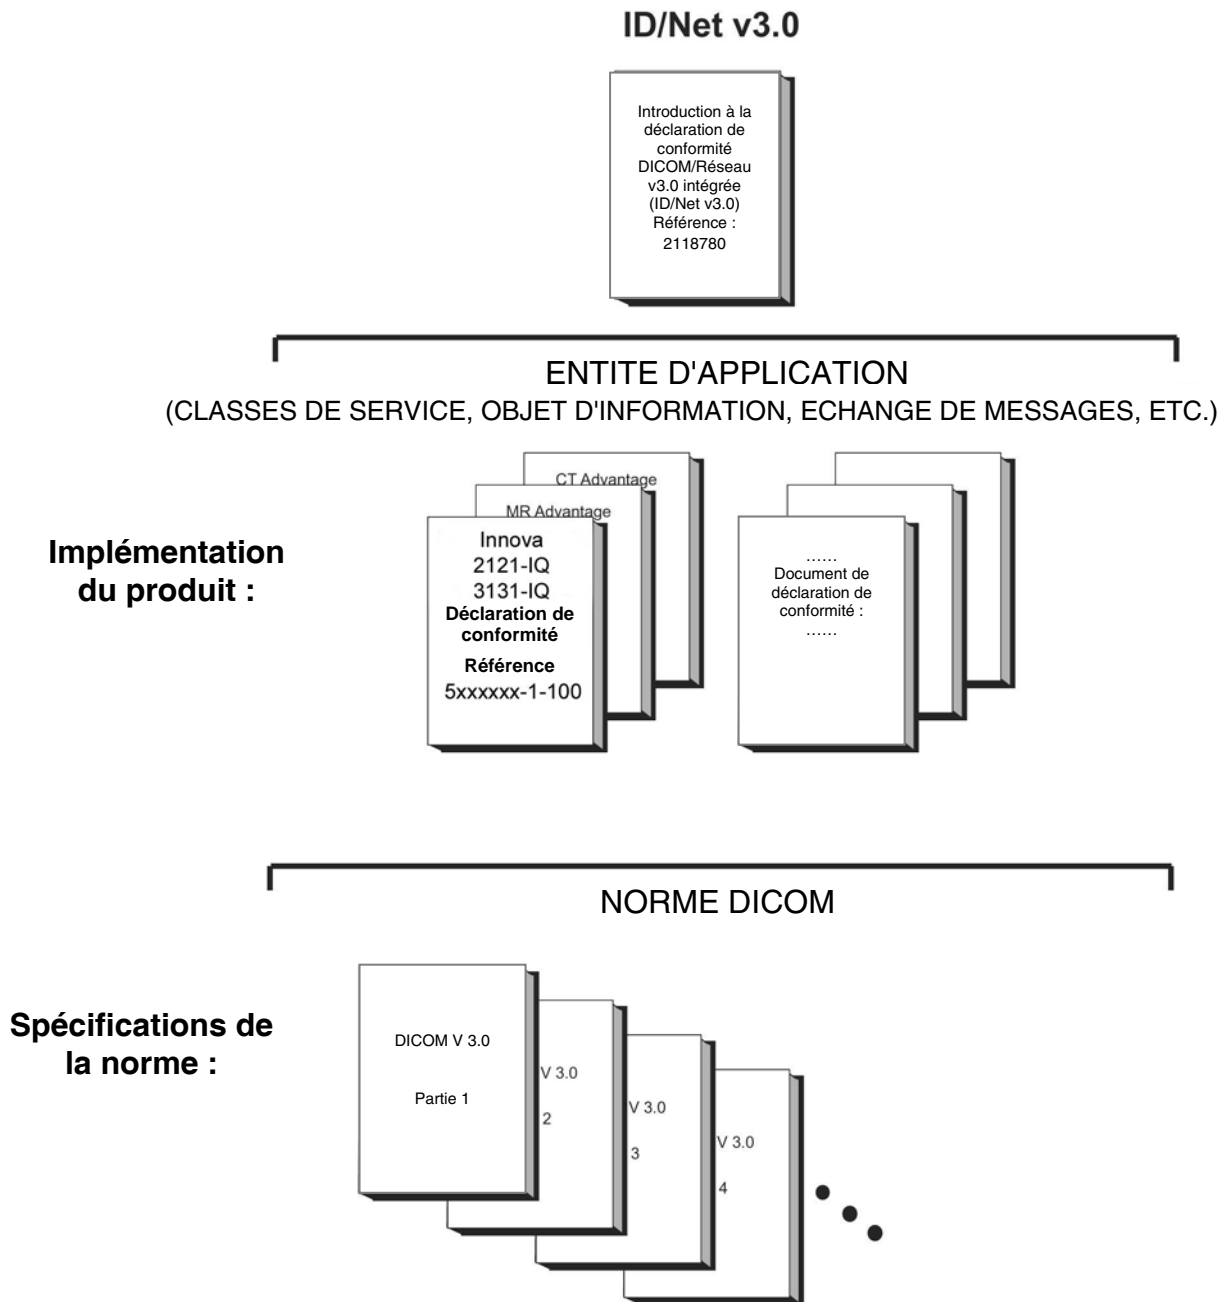 ID/Net v3.0
Introduction à la
déclaration de
conformité
DICOM/Réseau
v3.0 intégrée
(ID/Net v3.0)
Référence :
2118780
ENTITE D'APPLICATION
(CLASSES DE SERVICE, OBJET D'INFORMATION, ECHANGE DE MESSAGES, ETC.)
Implémentation
du produit :
CT Advantage
MR Advantage
Innova
2121-IQ
3131-IQ
Déclaration de
conformité
Référence
5xxxxxx-1-100
......
Document de
déclaration de
conformité :
......
NORME DICOM
Spécifications de
la norme :
DICOM V 3.0
Partie 1
V 3.0
2
V 3.0
3
V 3.0
4